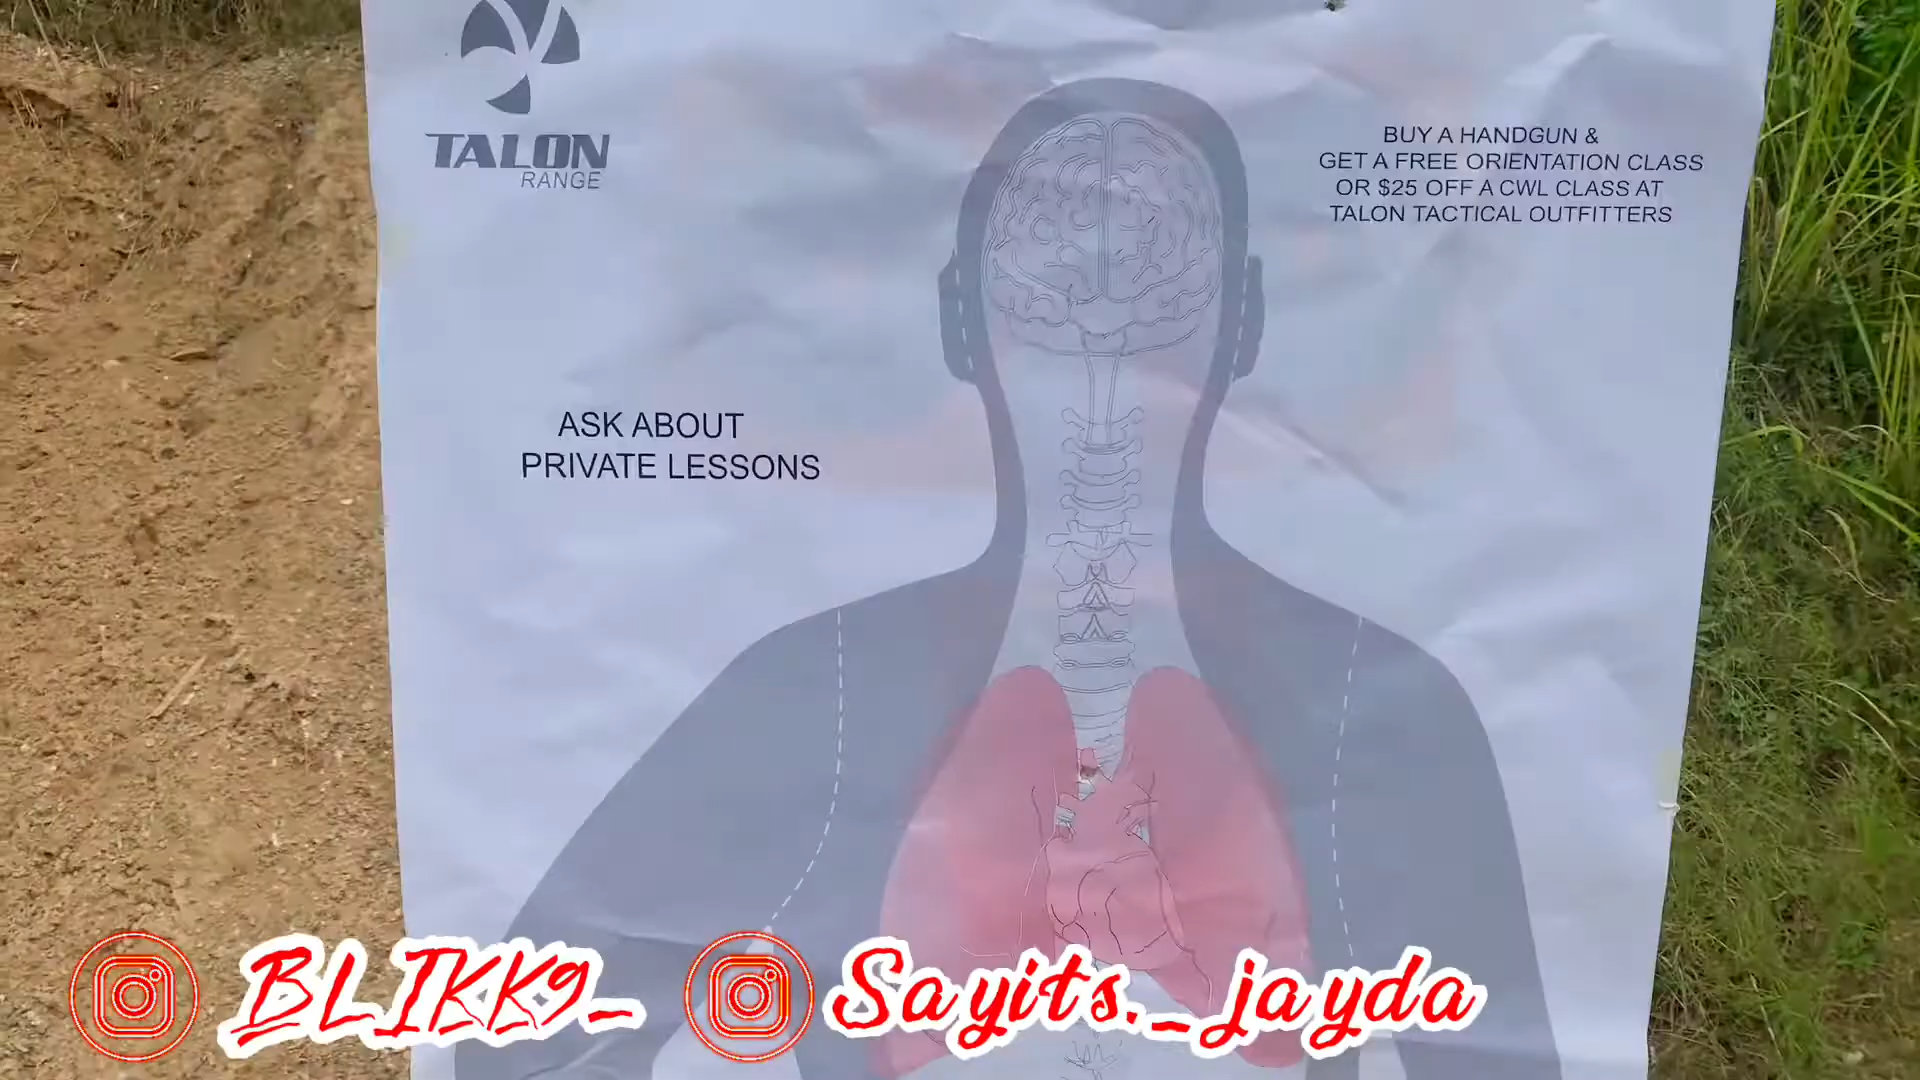 TALON
RANGE
BUY A HANDGUN &
GET A FREE ORIENTATION CLASS
OR $25 OFF A CWL CLASS AT
TALON TACTICAL OUTFITTERS
ASK ABOUT
PRIVATE LESSONS
BLIKK9_
Sayits._jayda